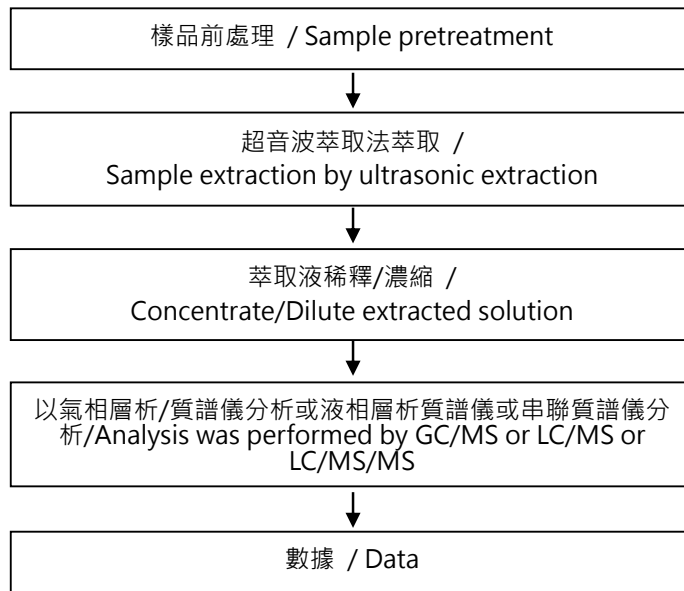 樣品前處理 / Sample pretreatment
超音波萃取法萃取 /
Sample extraction by ultrasonic extraction
萃取液稀釋/濃縮 /
Concentrate/Dilute extracted solution
以氣相層析/質譜儀分析或液相層析質譜儀或串聯質譜儀分
析/Analysis was performed by GC/MS or LC/MS or
LC/MS/MS
數據 / Data